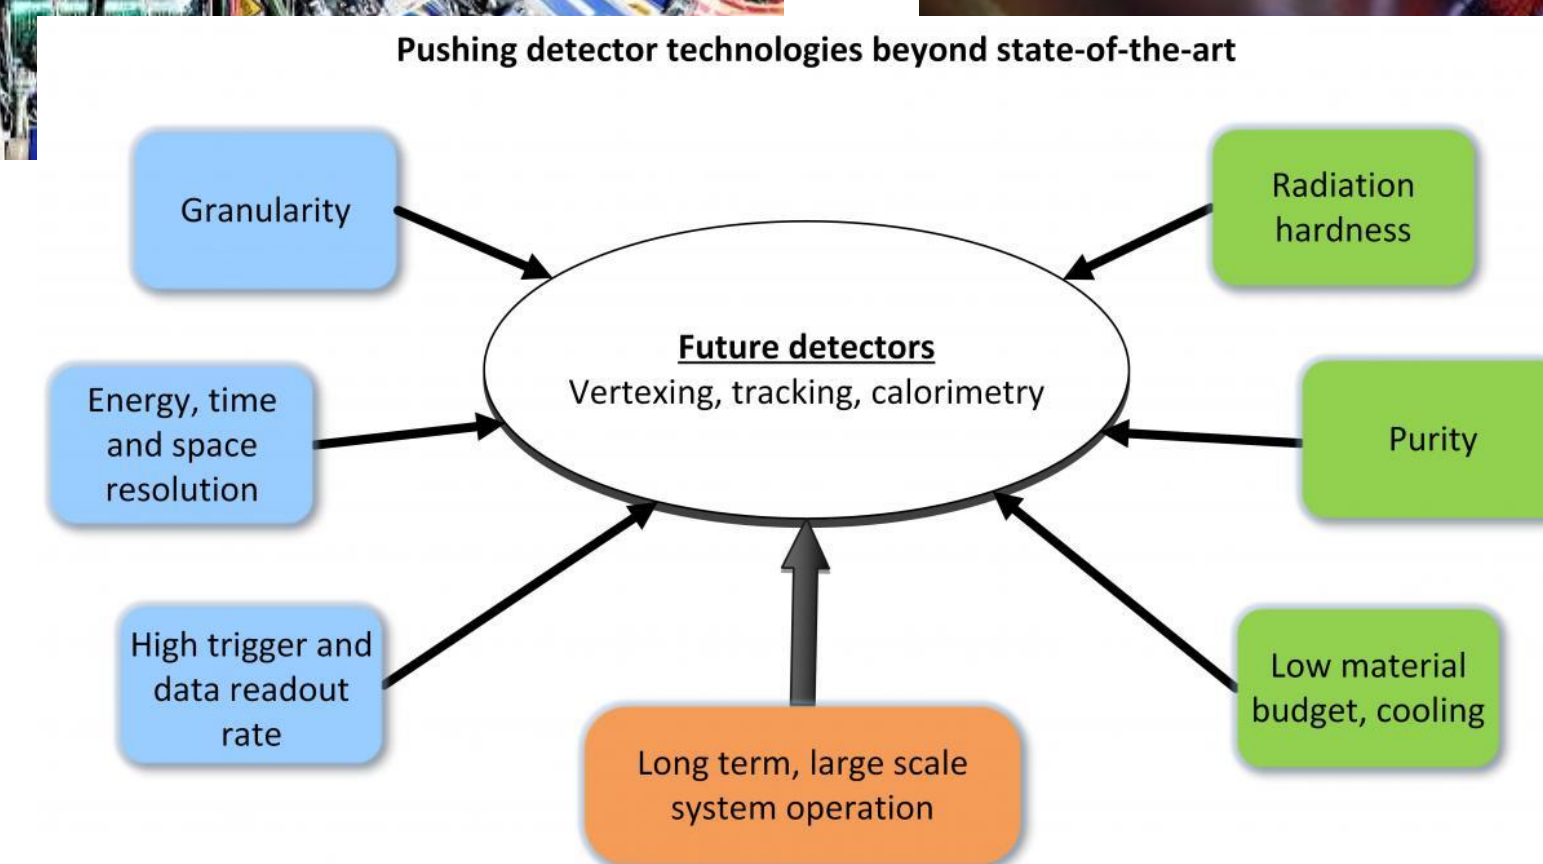 Pushing detector technologies beyond state-of-the-art
Granularity
Radiation
hardness
Future detectors
Vertexing, tracking, calorimetry
Energy, time
and space
resolution
Purity
High trigger and
data readout
rate
Low material
budget, cooling
Long term, large scale
system operation